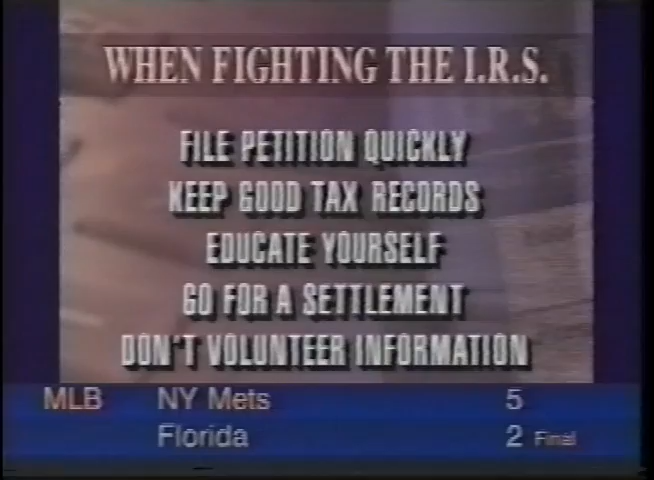 WHEN FIGHTING THE I.R.S.
FILE PETITION QUICKLY
KEEP GOOD TAX RECORDS
EDUCATE YOURSELF
GO FOR A SETTLEMENT
DON'T VOLUNTEER INFORMATION
MLB NY Mets 5
Florida 2 Final